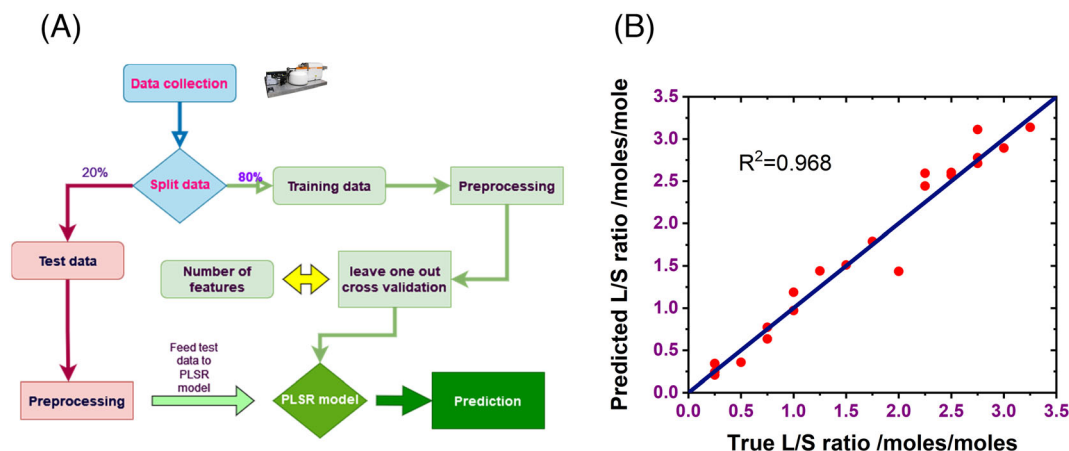 (A)
Data collection
20%
Split data
80%
Training data
Preprocessing
Test data
Number of
features
leave one out
cross validation
Feed test
data to
PLSR
model
Preprocessing
PLSR model
Prediction
(B)
Predicted L/S ratio /moles/mole
3.5
3.0
2.5
2.0
1.5
1.0
0.5
0.0
R²=0.968
0.0 0.5 1.0 1.5 2.0 2.5 3.0 3.5
True L/S ratio /moles/moles